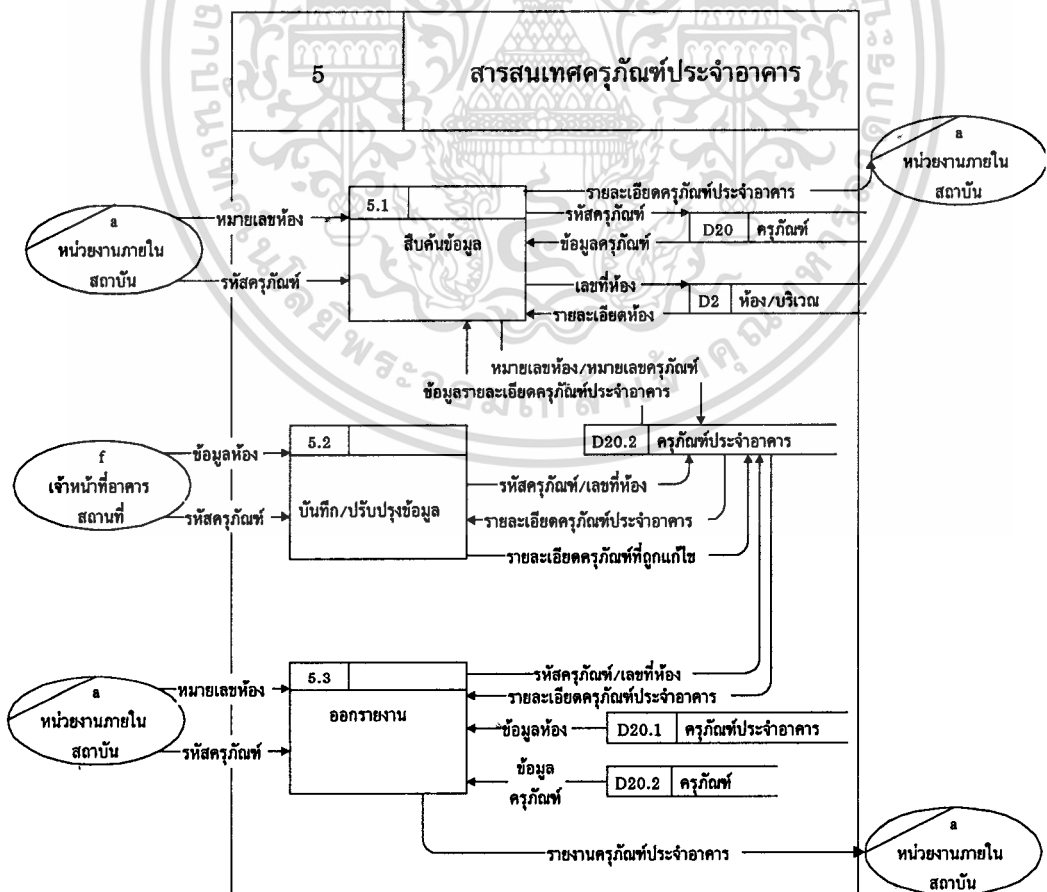 5 สารสนเทศครุภัณฑ์ประจำอาคาร
a
หน่วยงานภายใน
สถาบัน
a
หน่วยงานภายใน
สถาบัน
หมายเลขห้อง
รหัสครุภัณฑ์
5.1
สืบค้นข้อมูล
รายละเอียดครุภัณฑ์ประจำอาคาร
รหัสครุภัณฑ์
ข้อมูลครุภัณฑ์
D20 ครุภัณฑ์
เลขที่ห้อง
รายละเอียดห้อง
D2 ห้อง/บริเวณ
หมายเลขห้อง/หมายเลขครุภัณฑ์
ข้อมูลรายละเอียดครุภัณฑ์ประจำอาคาร
f
เจ้าหน้าที่อาคาร
สถานที่
ข้อมูลห้อง
รหัสครุภัณฑ์
5.2
บันทึก/ปรับปรุงข้อมูล
D20.2 ครุภัณฑ์ประจำอาคาร
รหัสครุภัณฑ์/เลขที่ห้อง
รายละเอียดครุภัณฑ์ประจำอาคาร
รายละเอียดครุภัณฑ์ที่ถูกแก้ไข
a
หน่วยงานภายใน
สถาบัน
หมายเลขห้อง
รหัสครุภัณฑ์
5.3
ออกรายงาน
รหัสครุภัณฑ์/เลขที่ห้อง
รายละเอียดครุภัณฑ์ประจำอาคาร
ข้อมูลห้อง
D20.1 ครุภัณฑ์ประจำอาคาร
ข้อมูล
ครุภัณฑ์
D20.2 ครุภัณฑ์
รายงานครุภัณฑ์ประจำอาคาร
a
หน่วยงานภายใน
สถาบัน